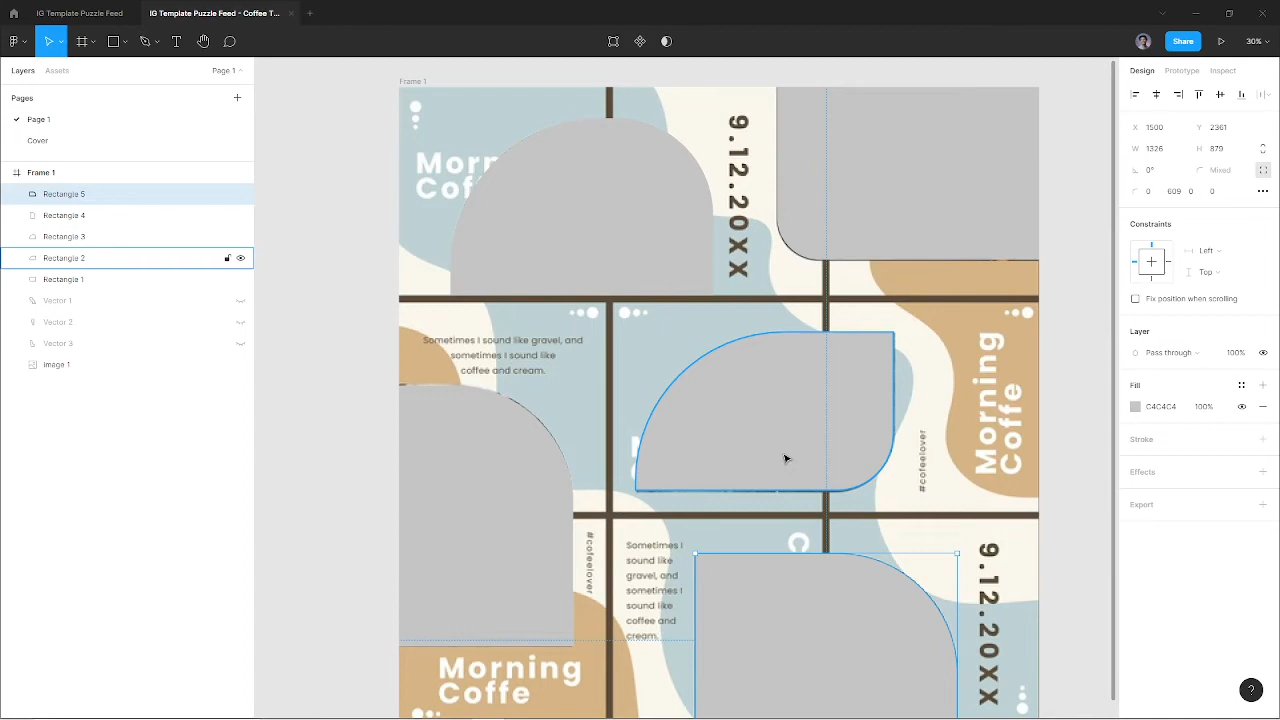 IG Template Puzzle Feed
IG Template Puzzle Feed - Coffee T...
Share
30%
Layers
Assets
Page 1
Pages
Page 1
Cover
Frame 1
Rectangle 5
Rectangle 4
Rectangle 3
Rectangle 2
Rectangle 1
Vector 1
Vector 2
Vector 3
image 1
Frame 1
Morn
Cof
9.12.20XX
Sometimes I sound like gravel, and
sometimes I sound like
coffee and cream.
Morning
Coffe
#cofeelover
#cofeelover
Sometimes I
sound like
gravel, and
sometimes I
sound like
coffee and
cream.
9.12.20XX
Morning
Coffe
Design
Prototype
Inspect
X 1500 Y 2361
W 1326 H 879
0° Mixed
0 609 0 0
Constraints
Left
Top
Fix position when scrolling
Layer
Pass through 100%
Fill
C4C4C4 100%
Stroke
Effects
Export
?